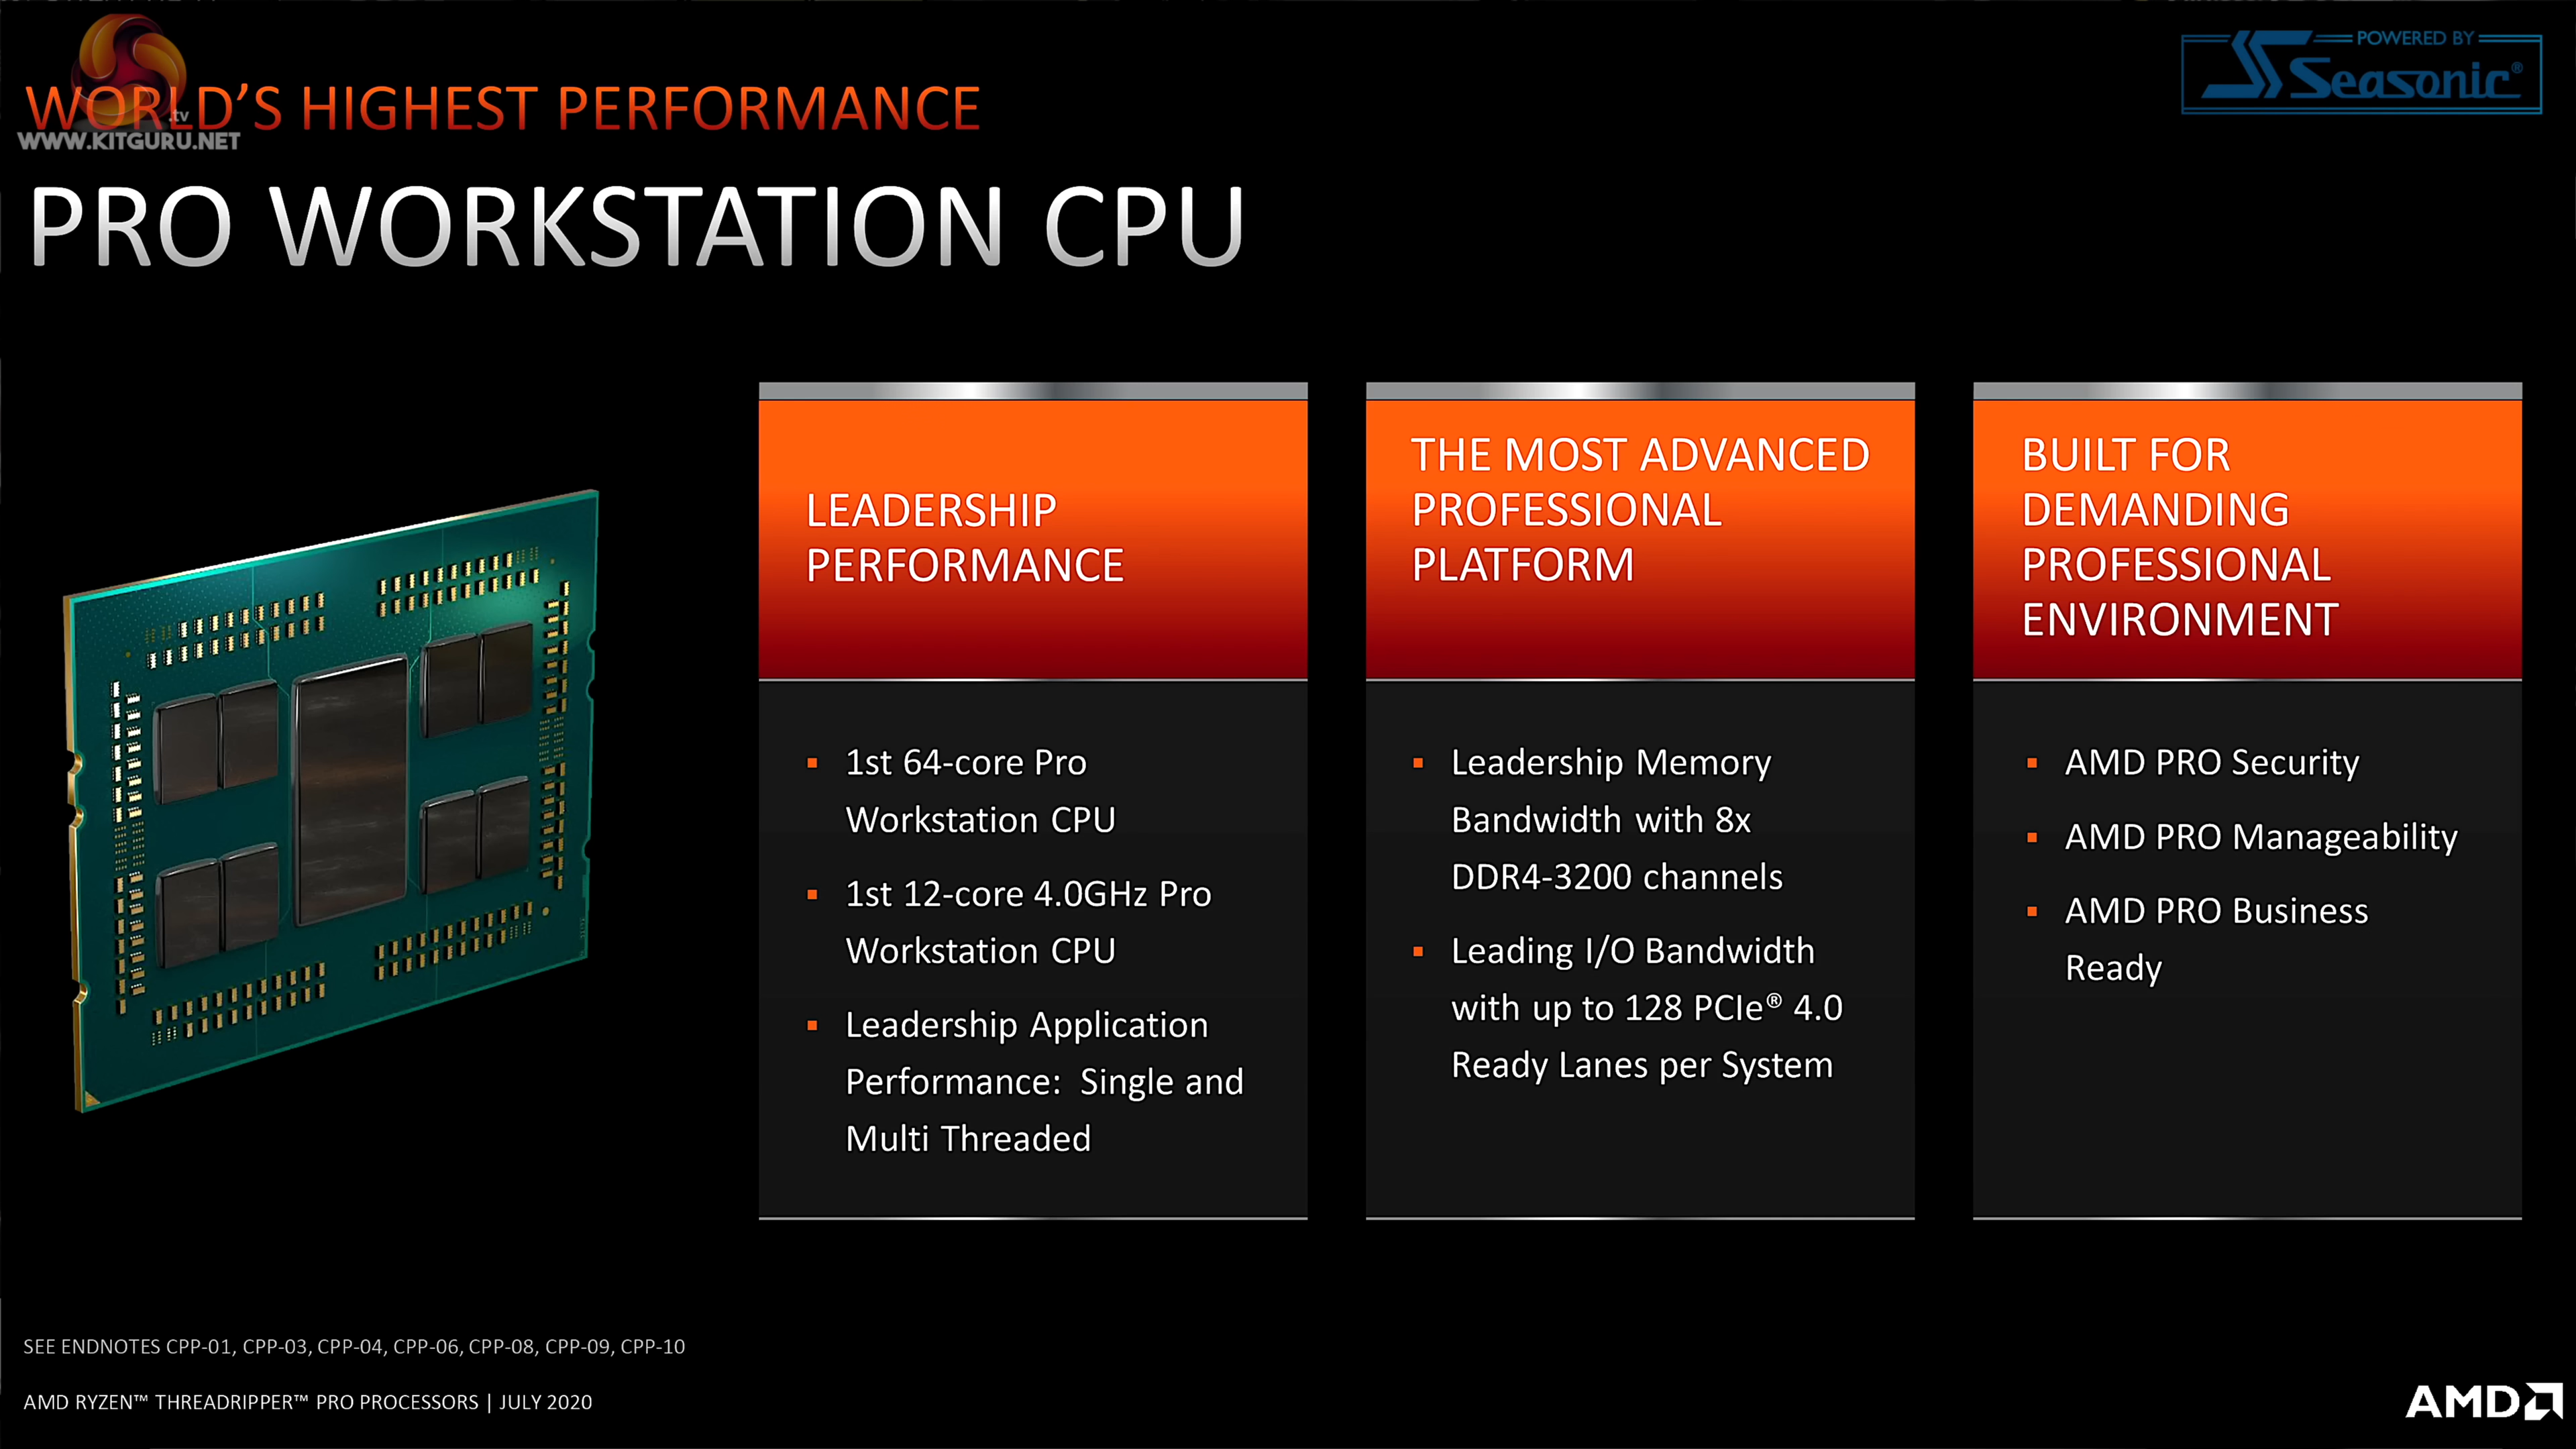 WORLD'S HIGHEST PERFORMANCE
.tv
WWW.KITGURU.NET
POWERED BY
Seasonic®
PRO WORKSTATION CPU
LEADERSHIP
PERFORMANCE
1st 64-core Pro
Workstation CPU
1st 12-core 4.0GHz Pro
Workstation CPU
Leadership Application
Performance:  Single and
Multi Threaded
THE MOST ADVANCED
PROFESSIONAL
PLATFORM
Leadership Memory
Bandwidth with 8x
DDR4-3200 channels
Leading I/O Bandwidth
with up to 128 PCIe® 4.0
Ready Lanes per System
BUILT FOR
DEMANDING
PROFESSIONAL
ENVIRONMENT
AMD PRO Security
AMD PRO Manageability
AMD PRO Business
Ready
SEE ENDNOTES CPP-01, CPP-03, CPP-04, CPP-06, CPP-08, CPP-09, CPP-10
AMD RYZEN™ THREADRIPPER™ PRO PROCESSORS | JULY 2020
AMD